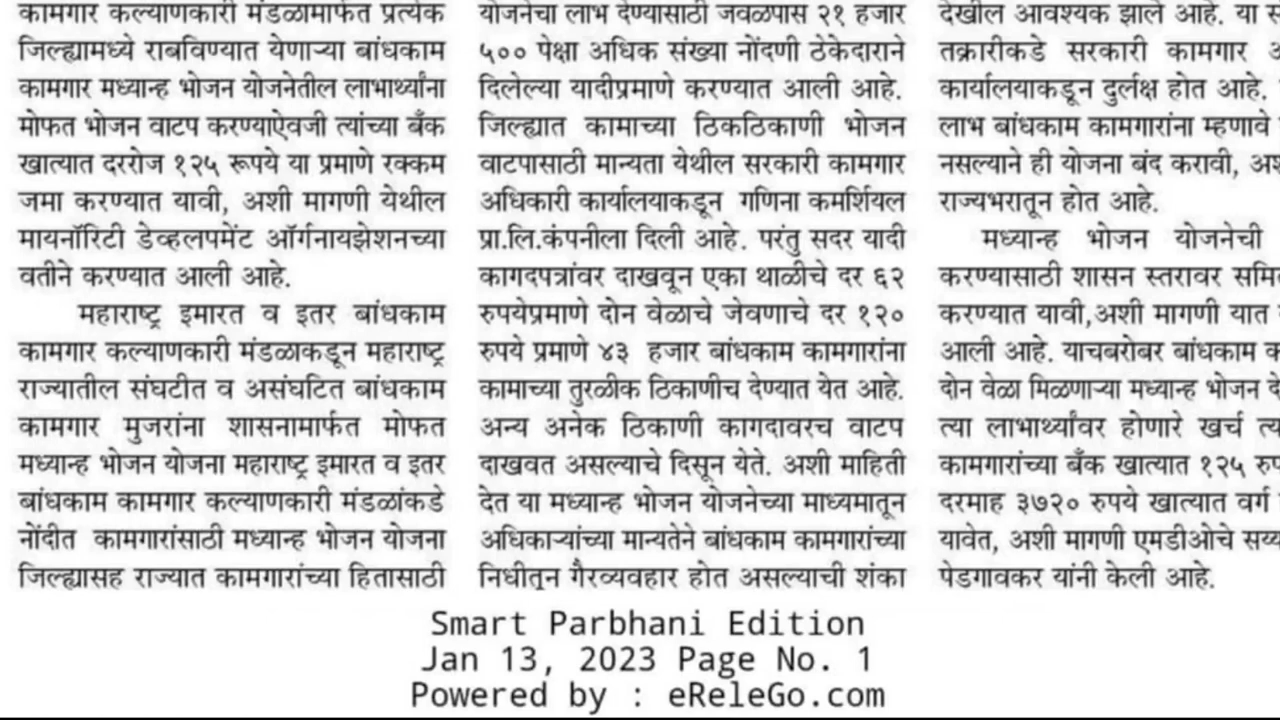 कामगार कल्याणकारी मंडळामार्फत प्रत्येक
जिल्ह्यामध्ये राबविण्यात येणाऱ्या बांधकाम
कामगार मध्यान्ह भोजन योजनेतील लाभार्थ्यांना
मोफत भोजन वाटप करण्याऐवजी त्यांच्या बँक
खात्यात दररोज १२५ रूपये या प्रमाणे रक्कम
जमा करण्यात यावी, अशी मागणी येथील
मायनॉरिटी डेव्हलपमेंट ऑर्गनायझेशनच्या
वतीने करण्यात आली आहे.
महाराष्ट्र इमारत व इतर बांधकाम
कामगार कल्याणकारी मंडळाकडून महाराष्ट्र
राज्यातील संघटीत व असंघटित बांधकाम
कामगार मुजरांना शासनामार्फत मोफत
मध्यान्ह भोजन योजना महाराष्ट्र इमारत व इतर
बांधकाम कामगार कल्याणकारी मंडळांकडे
नोंदीत कामगारांसाठी मध्यान्ह भोजन योजना
जिल्ह्यासह राज्यात कामगारांच्या हितासाठी
योजनेचा लाभ देण्यासाठी जवळपास २१ हजार
५०० पेक्षा अधिक संख्या नोंदणी ठेकेदाराने
दिलेल्या यादीप्रमाणे करण्यात आली आहे.
जिल्ह्यात कामाच्या ठिकठिकाणी भोजन
वाटपासाठी मान्यता येथील सरकारी कामगार
अधिकारी कार्यालयाकडून गणिना कमर्शियल
प्रा.लि.कंपनीला दिली आहे. परंतु सदर यादी
कागदपत्रांवर दाखवून एका थाळीचे दर ६२
रुपयेप्रमाणे दोन वेळाचे जेवणाचे दर १२०
रुपये प्रमाणे ४३ हजार बांधकाम कामगारांना
कामाच्या तुरळीक ठिकाणीच देण्यात येत आहे.
अन्य अनेक ठिकाणी कागदावरच वाटप
दाखवत असल्याचे दिसून येते. अशी माहिती
देत या मध्यान्ह भोजन योजनेच्या माध्यमातून
अधिकाऱ्यांच्या मान्यतेने बांधकाम कामगारांच्या
निधीतून गैरव्यवहार होत असल्याची शंका
देखील आवश्यक झाले आहे. या
तक्रारीकडे सरकारी कामगार
कार्यालयाकडून दुर्लक्ष होत आहे.
लाभ बांधकाम कामगारांना म्हणावे
नसल्याने ही योजना बंद करावी,
राज्यभरातून होत आहे.
मध्यान्ह भोजन योजनेची
करण्यासाठी शासन स्तरावर
करण्यात यावी,अशी मागणी यात
आली आहे. याचबरोबर बांधकाम
दोन वेळा मिळणाऱ्या मध्यान्ह भोजन
त्या लाभार्थ्यांवर होणारे खर्च
कामगारांच्या बँक खात्यात १२५
दरमाह ३७२० रुपये खात्यात वर्ग
यावेत, अशी मागणी एमडीओचे
पेडगावकर यांनी केली आहे.
Smart Parbhani Edition
Jan 13, 2023 Page No. 1
Powered by : eReleGo.com